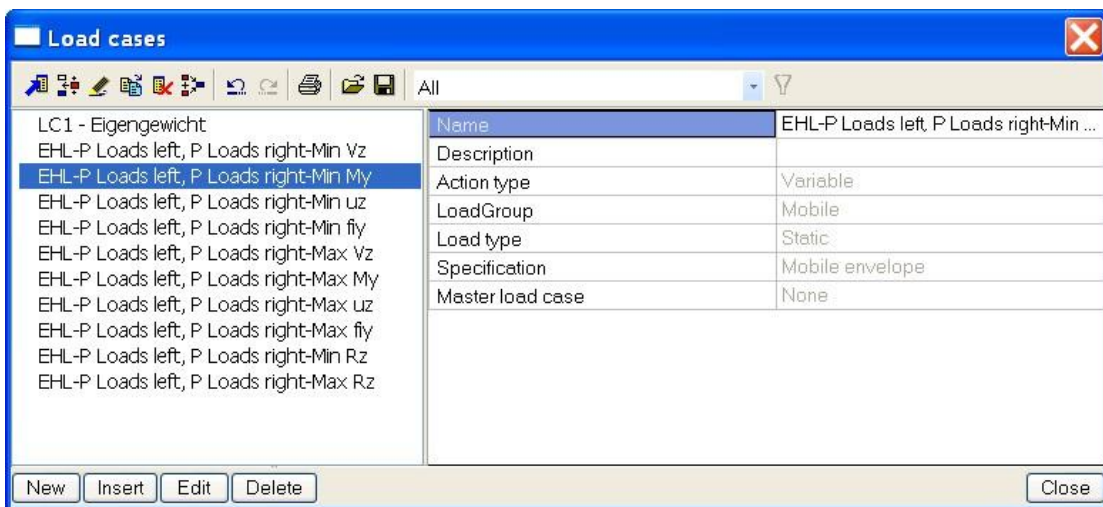 Load cases
All
LC1 - Eigengewicht
EHL-P Loads left, P Loads right-Min Vz
EHL-P Loads left, P Loads right-Min My
EHL-P Loads left, P Loads right-Min uz
EHL-P Loads left, P Loads right-Min fiy
EHL-P Loads left, P Loads right-Max Vz
EHL-P Loads left, P Loads right-Max My
EHL-P Loads left, P Loads right-Max uz
EHL-P Loads left, P Loads right-Max fiy
EHL-P Loads left, P Loads right-Min Rz
EHL-P Loads left, P Loads right-Max Rz
Name EHL-P Loads left, P Loads right-Min ...
Description
Action type Variable
LoadGroup Mobile
Load type Static
Specification Mobile envelope
Master load case None
New Insert Edit Delete Close